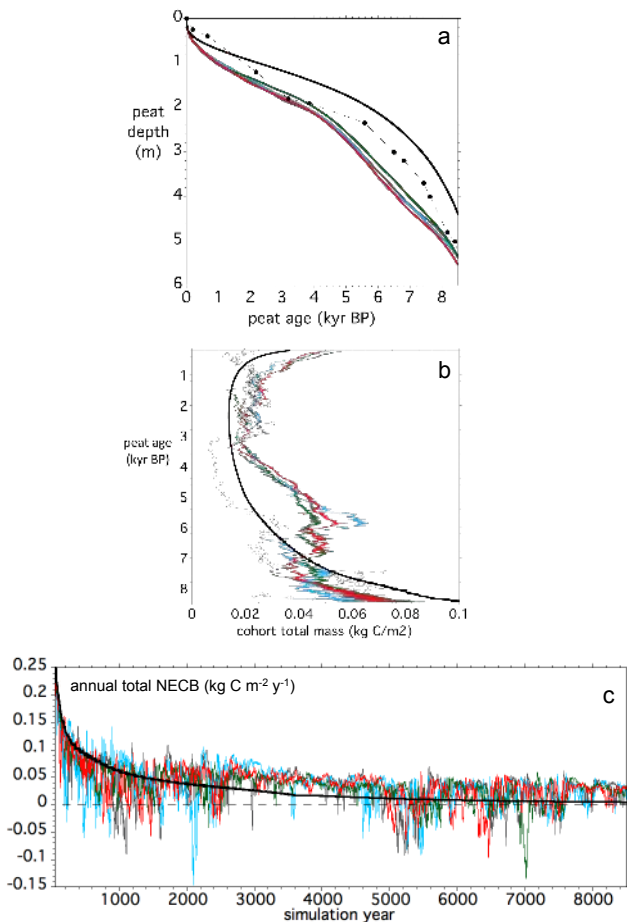 0
a
1
peat
depth
(m)
2
3
4
5
6
0 1 2 3 4 5 6 7 8
peat age (kyr BP)
b
1
2
peat age
(kyr BP)
3
4
5
6
7
8
0 0.02 0.04 0.06 0.08 0.1
cohort total mass (kg C/m2)
0.25
annual total NECB (kg C m⁻² y⁻¹) c
0.2
0.15
0.1
0.05
0
-0.05
-0.1
-0.15
1000 2000 3000 4000 5000 6000 7000 8000
simulation year